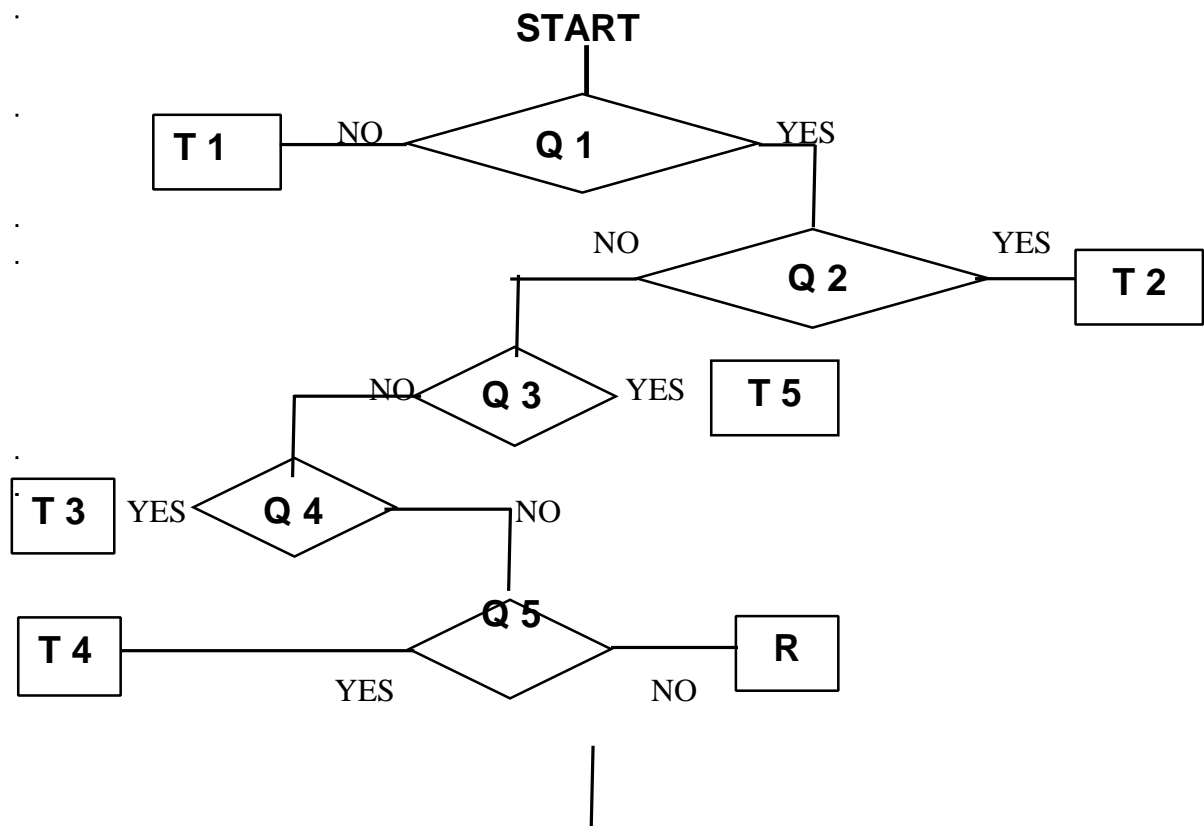 START
T 1 NO Q 1 YES
NO Q 2 YES T 2
NO Q 3 YES T 5
T 3 YES Q 4 NO
Q 5
T 4 YES NO R